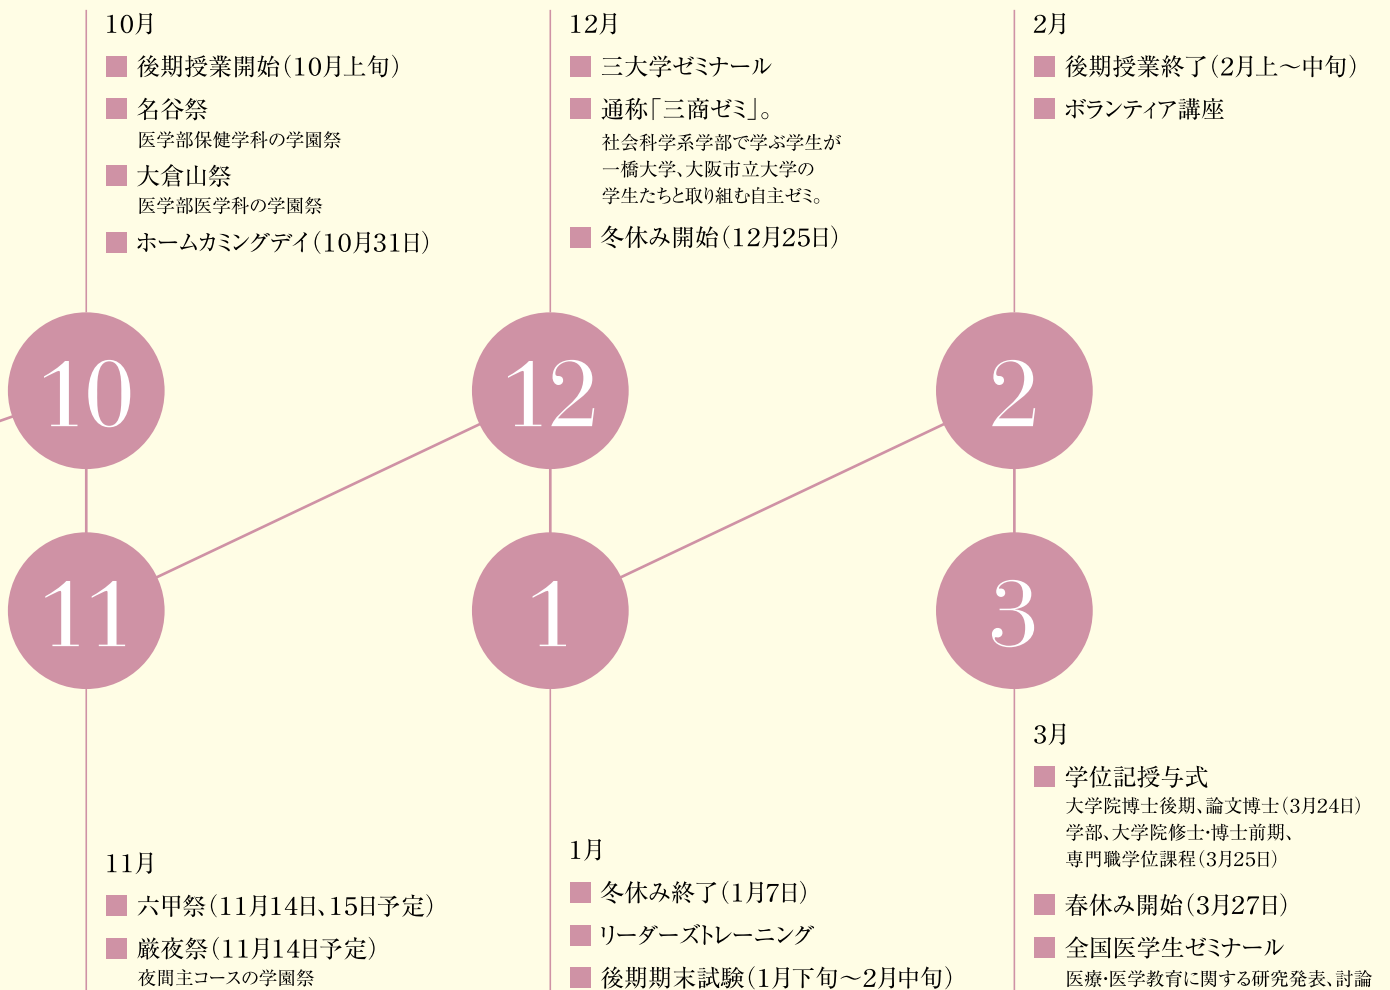 10月
後期授業開始(10月上旬)
名谷祭
医学部保健学科の学園祭
大倉山祭
医学部医学科の学園祭
ホームカミングデイ(10月31日)
12月
三大学ゼミナール
通称「三商ゼミ」。
社会科学系学部で学ぶ学生が
一橋大学、大阪市立大学の
学生たちと取り組む自主ゼミ。
冬休み開始(12月25日)
2月
後期授業終了(2月上〜中旬)
ボランティア講座
10
12
2
11
1
3
11月
六甲祭(11月14日、15日予定)
厳夜祭(11月14日予定)
夜間主コースの学園祭
1月
冬休み終了(1月7日)
リーダーズトレーニング
後期期末試験(1月下旬〜2月中旬)
3月
学位記授与式
大学院博士後期、論文博士(3月24日)
学部、大学院修士・博士前期、
専門職学位課程(3月25日)
春休み開始(3月27日)
全国医学生ゼミナール
医療・医学教育に関する研究発表、討論